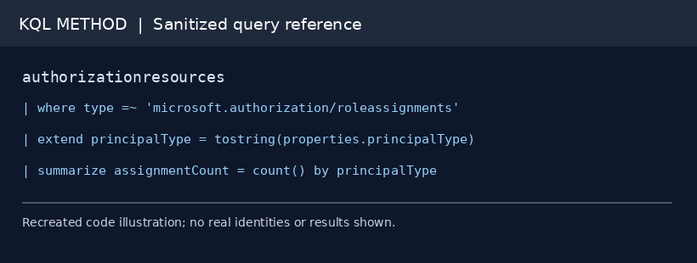 KQL METHOD | Sanitized query reference
authorizationresources
| where type =~ 'microsoft.authorization/roleassignments'
| extend principalType = tostring(properties.principalType)
| summarize assignmentCount = count() by principalType
Recreated code illustration; no real identities or results shown.